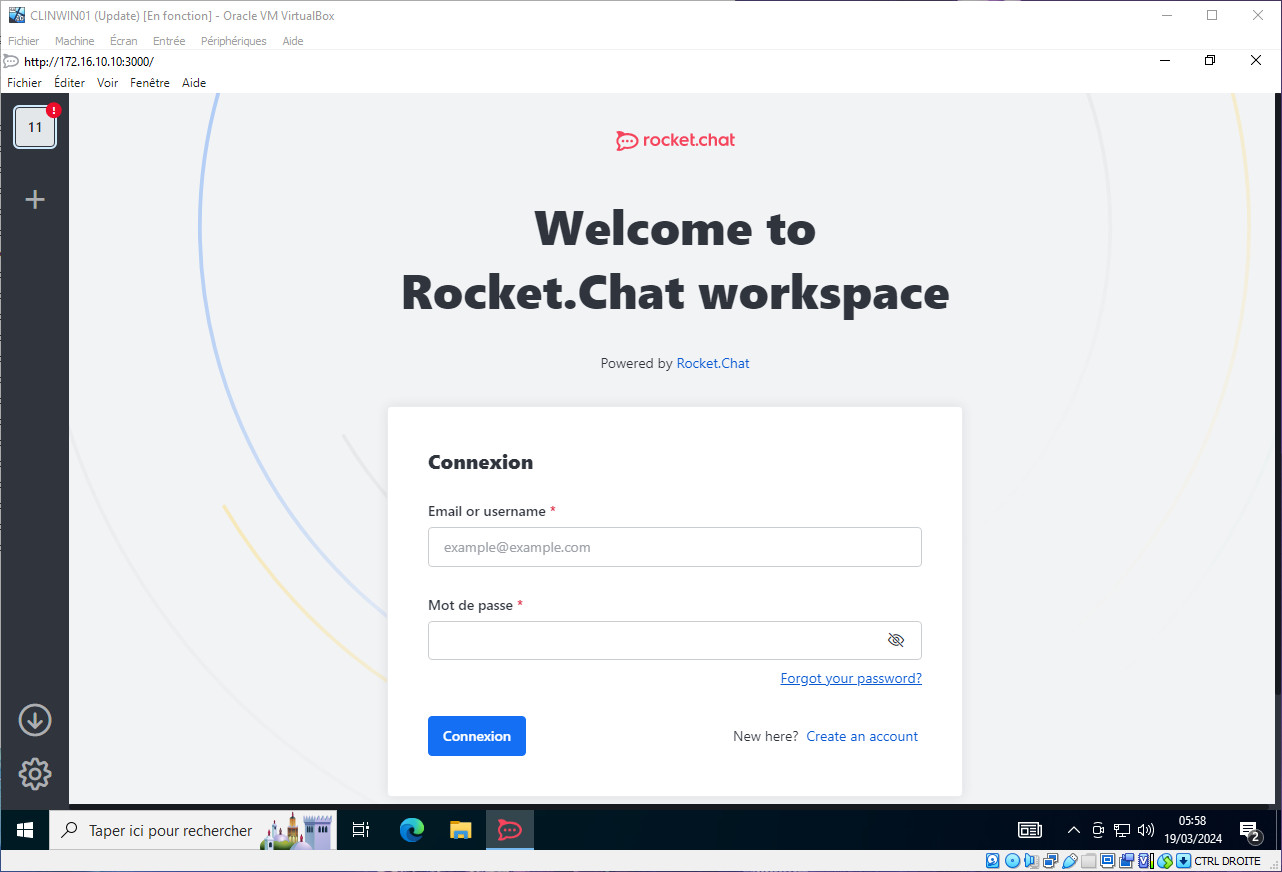 CLINWIN01 (Update) [En fonction] - Oracle VM VirtualBox
Fichier Machine Écran Entrée Périphériques Aide
http://172.16.10.10:3000/
Fichier Éditer Voir Fenêtre Aide
11
!
rocket.chat
Welcome to
Rocket.Chat workspace
Powered by Rocket.Chat
Connexion
Email or username *
example@example.com
Mot de passe *
Forgot your password?
Connexion
New here? Create an account
Taper ici pour rechercher
05:58
19/03/2024
2
CTRL DROITE